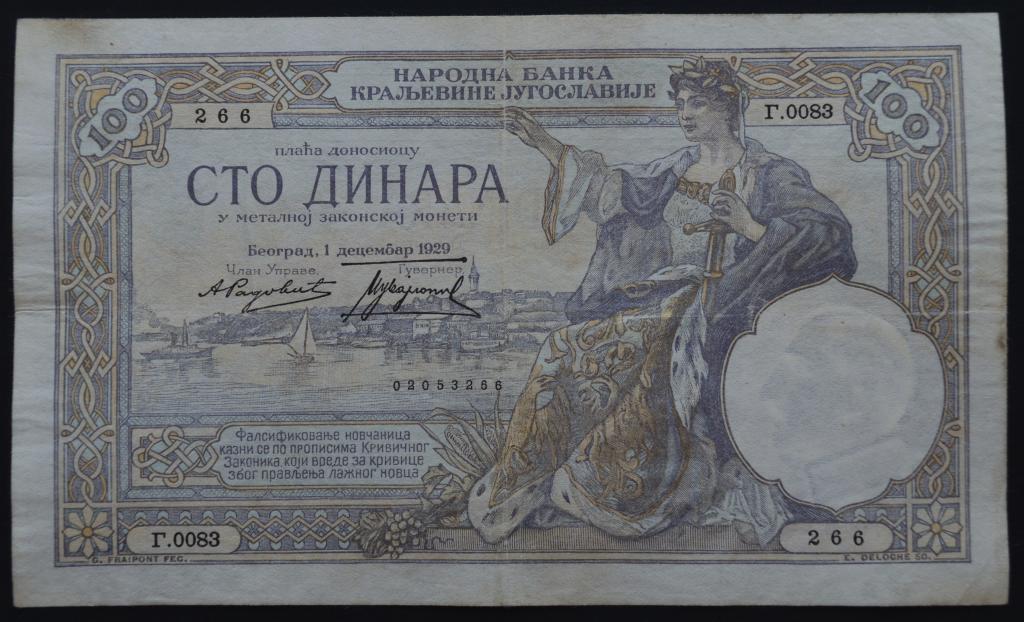 НАРОДНА БАНКА
КРАЉЕВИНЕ ЈУГОСЛАВИЈЕ
100
100
266
Г.0083
плаћа доносиоцу
СТО ДИНАРА
у металној законској монети
Београд, 1 децембар 1929
Члан Управе, Гувернер,
02053266
Фалсификовање новчаница
казни се по прописима Кривичног
Законика, који вреде за кривице
због прављења лажног новца
Г.0083
266
G. FRAIPONT FEC.
E. DELOCHE SC.